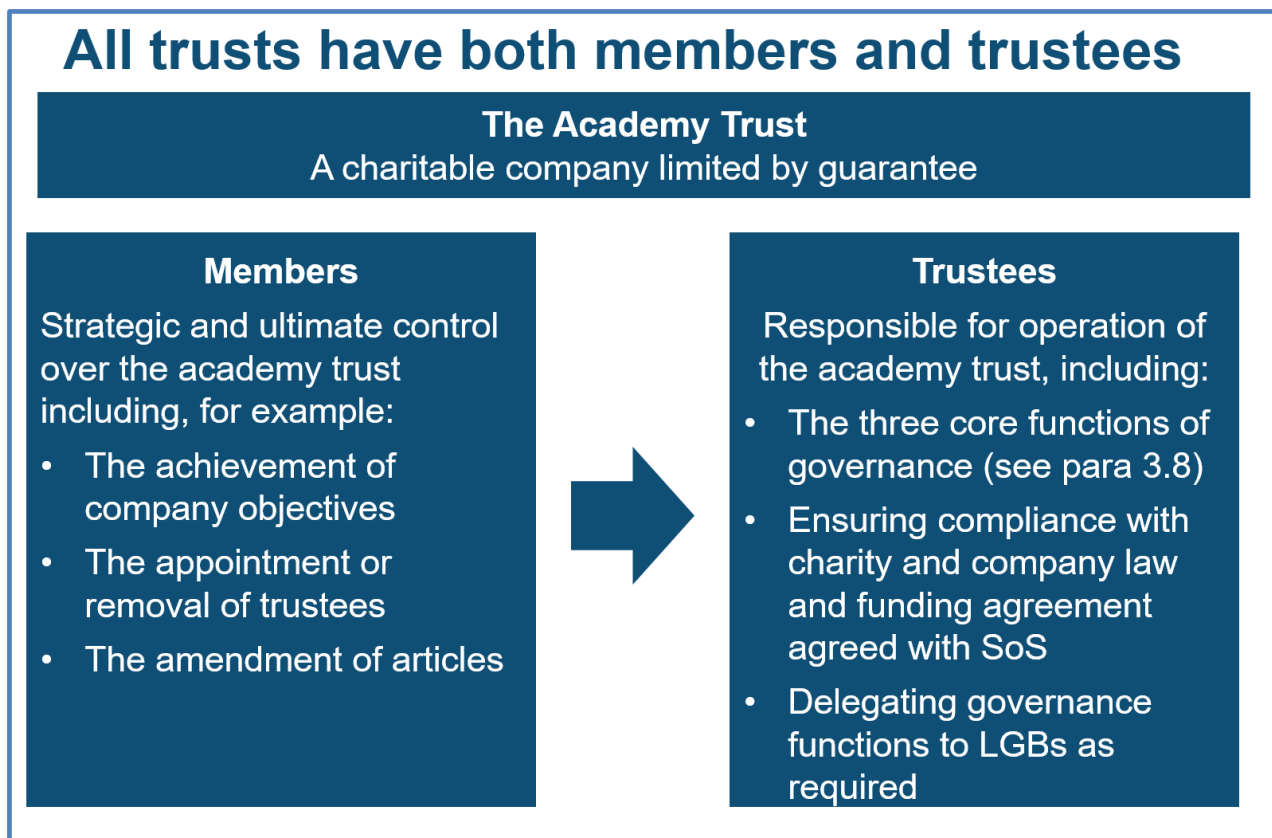 All trusts have both members and trustees
The Academy Trust
A charitable company limited by guarantee
Members
Strategic and ultimate control
over the academy trust
including, for example:
• The achievement of
company objectives
• The appointment or
removal of trustees
• The amendment of articles
Trustees
Responsible for operation of
the academy trust, including:
• The three core functions of
governance (see para 3.8)
• Ensuring compliance with
charity and company law
and funding agreement
agreed with SoS
• Delegating governance
functions to LGBs as
required